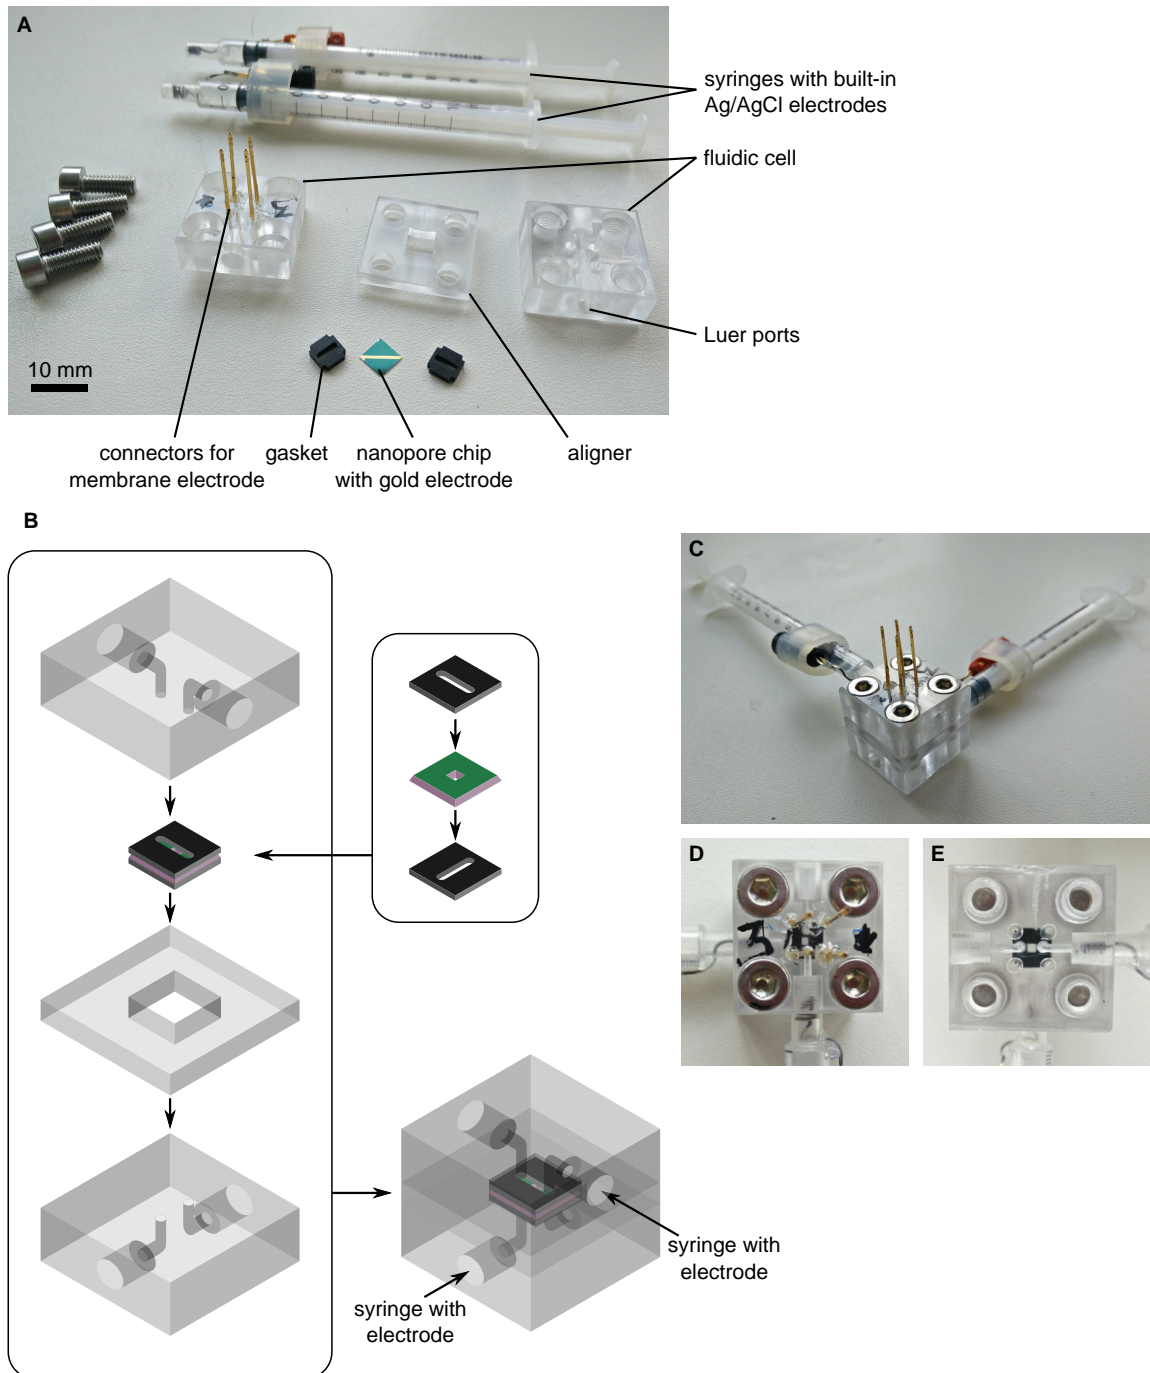 A
syringes with built-in
Ag/AgCl electrodes
fluidic cell
Luer ports
10 mm
connectors for
membrane electrode
gasket
nanopore chip
with gold electrode
aligner
B
C
D
E
3
syringe with
electrode
syringe with
electrode